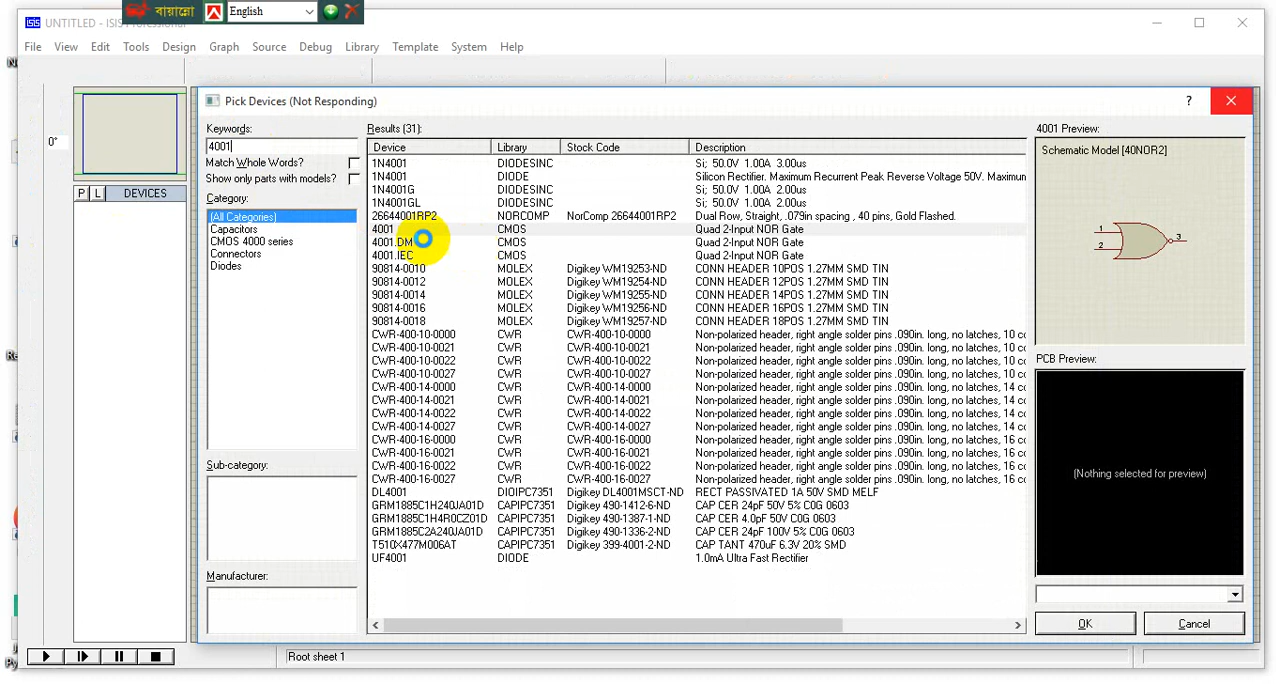 বায়ান্নো English
ISIS UNTITLED - ISIS Professional
File View Edit Tools Design Graph Source Debug Library Template System Help
Pick Devices (Not Responding) ?
Keywords:
4001
Match Whole Words?
Show only parts with models?
Category:
(All Categories)
Capacitors
CMOS 4000 series
Connectors
Diodes
Sub-category:
Manufacturer:
Results (31):
Device Library Stock Code Description
1N4001 DIODESINC Si; 50.0V 1.00A 3.00us
1N4001 DIODE Silicon Rectifier. Maximum Recurrent Peak Reverse Voltage 50V. Maximum
1N4001G DIODESINC Si; 50.0V 1.00A 3.00us
1N4001GL DIODESINC Si; 50.0V 1.00A 3.00us
26644001RP2 NORCOMP NorComp 26644001RP2 Dual Row, Straight, .079in spacing , 40 pins, Gold Flashed.
4001 CMOS Quad 2-Input NOR Gate
4001.DM CMOS Quad 2-Input NOR Gate
4001.IEC CMOS Quad 2-Input NOR Gate
90814-0010 MOLEX Digikey WM19253-ND CONN HEADER 10POS 1.27MM SMD TIN
90814-0012 MOLEX Digikey WM19254-ND CONN HEADER 12POS 1.27MM SMD TIN
90814-0014 MOLEX Digikey WM19255-ND CONN HEADER 14POS 1.27MM SMD TIN
90814-0016 MOLEX Digikey WM19256-ND CONN HEADER 16POS 1.27MM SMD TIN
90814-0018 MOLEX Digikey WM19257-ND CONN HEADER 18POS 1.27MM SMD TIN
CWR-400-10-0000 CWR CWR-400-10-0000 Non-polarized header, right angle solder pins .090in. long, no latches, 10 cc
CWR-400-10-0021 CWR CWR-400-10-0021 Non-polarized header, right angle solder pins .090in. long, no latches, 10 cc
CWR-400-10-0022 CWR CWR-400-10-0022 Non-polarized header, right angle solder pins .090in. long, no latches, 10 cc
CWR-400-10-0027 CWR CWR-400-10-0027 Non-polarized header, right angle solder pins .090in. long, no latches, 10 cc
CWR-400-14-0000 CWR CWR-400-14-0000 Non-polarized header, right angle solder pins .090in. long, no latches, 14 cc
CWR-400-14-0021 CWR CWR-400-14-0021 Non-polarized header, right angle solder pins .090in. long, no latches, 14 cc
CWR-400-14-0022 CWR CWR-400-14-0022 Non-polarized header, right angle solder pins .090in. long, no latches, 14 cc
CWR-400-14-0027 CWR CWR-400-14-0027 Non-polarized header, right angle solder pins .090in. long, no latches, 14 cc
CWR-400-16-0000 CWR CWR-400-16-0000 Non-polarized header, right angle solder pins .090in. long, no latches, 16 cc
CWR-400-16-0021 CWR CWR-400-16-0021 Non-polarized header, right angle solder pins .090in. long, no latches, 16 cc
CWR-400-16-0022 CWR CWR-400-16-0022 Non-polarized header, right angle solder pins .090in. long, no latches, 16 cc
CWR-400-16-0027 CWR CWR-400-16-0027 Non-polarized header, right angle solder pins .090in. long, no latches, 16 cc
DL4001 DIOIPC7351 Digikey DL4001MSCT-ND RECT PASSIVATED 1A 50V SMD MELF
GRM1885C1H240JA01D CAPIPC7351 Digikey 490-1412-6-ND CAP CER 24pF 50V 5% C0G 0603
GRM1885C1H4R0CZ01D CAPIPC7351 Digikey 490-1387-1-ND CAP CER 4.0pF 50V C0G 0603
GRM1885C2A240JA01D CAPIPC7351 Digikey 490-1336-2-ND CAP CER 24pF 100V 5% C0G 0603
T510X477M006AT CAPIPC7351 Digikey 399-4001-2-ND CAP TANT 470uF 6.3V 20% SMD
UF4001 DIODE 1.0mA Ultra Fast Rectifier
4001 Preview:
Schematic Model [40NOR2]
1
2
3
PCB Preview:
(Nothing selected for preview)
OK Cancel
0°
P L DEVICES
Root sheet 1